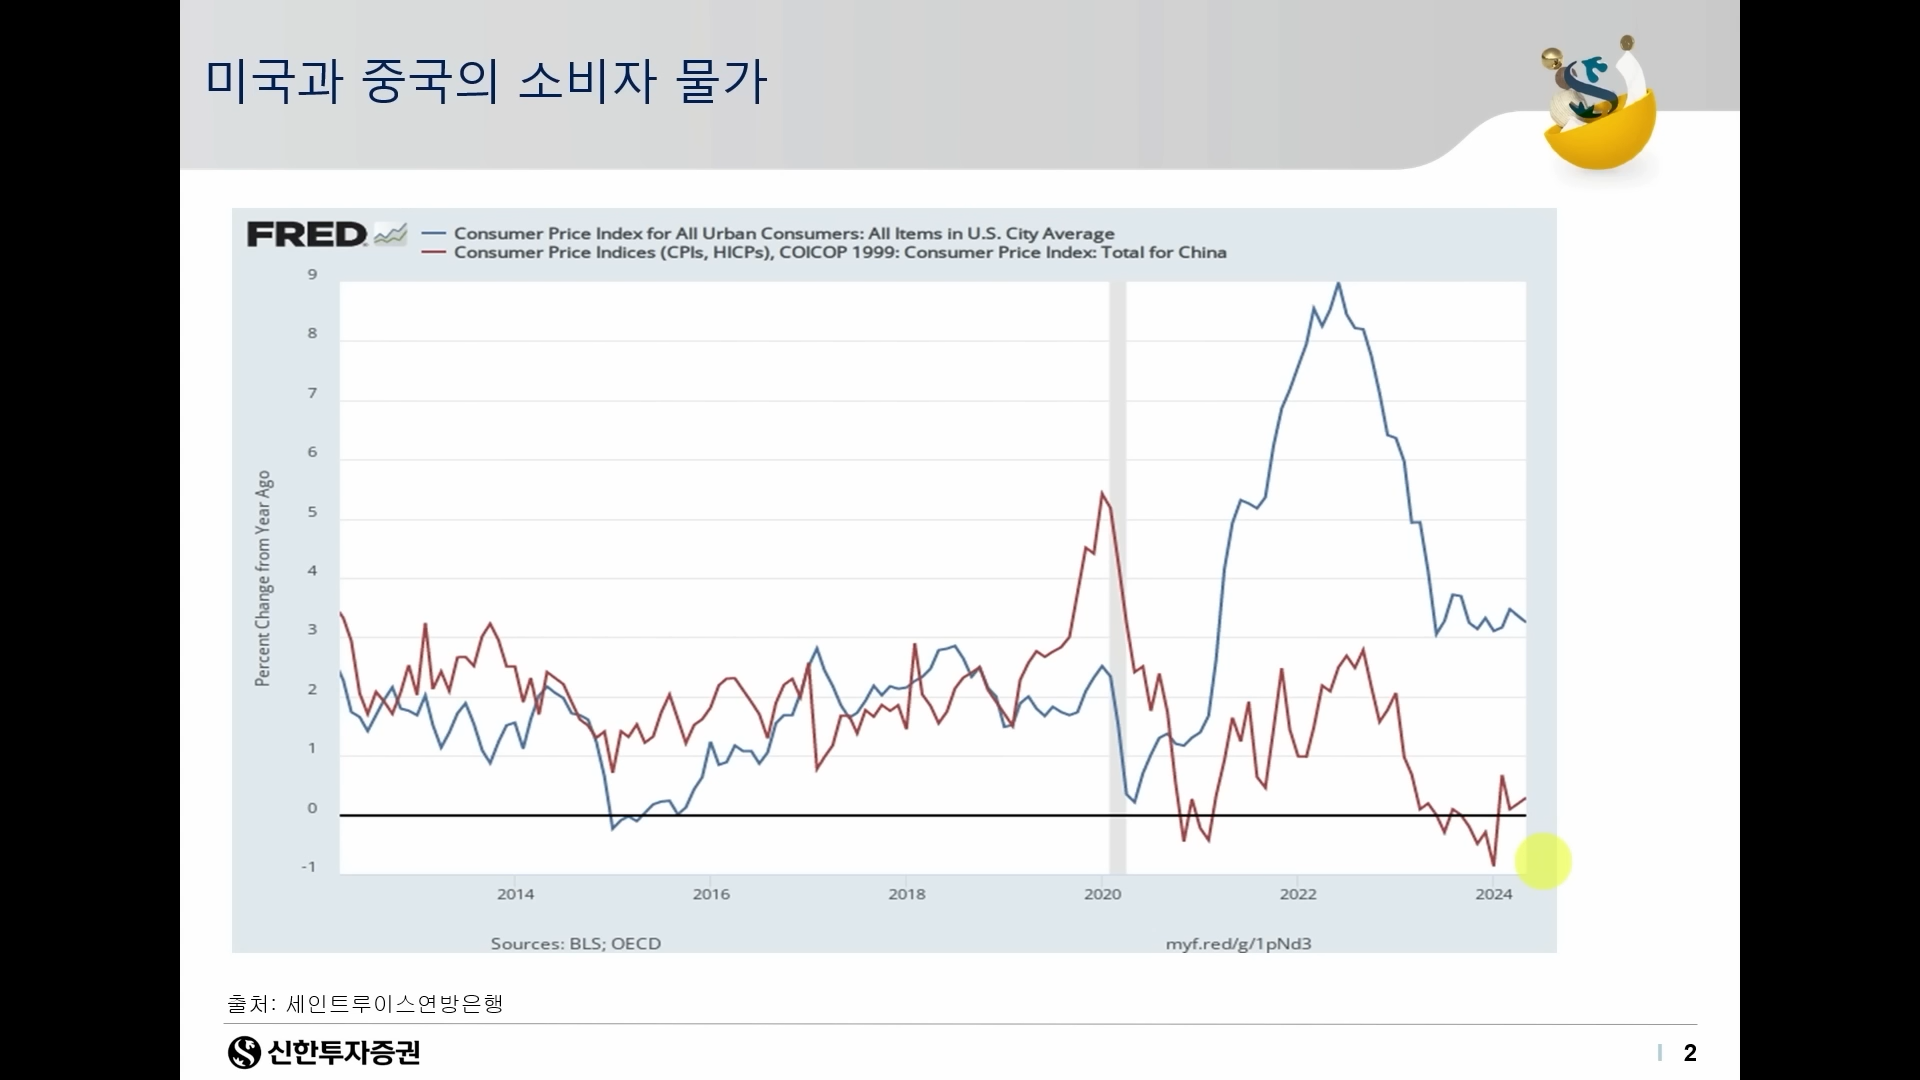 미국과 중국의 소비자 물가
FRED
Consumer Price Index for All Urban Consumers: All Items in U.S. City Average
Consumer Price Indices (CPIs, HICPs), COICOP 1999: Consumer Price Index: Total for China
Percent Change from Year Ago
9
8
7
6
5
4
3
2
1
0
-1
2014 2016 2018 2020 2022 2024
Sources: BLS; OECD myf.red/g/1pNd3
출처: 세인트루이스연방은행
신한투자증권 2